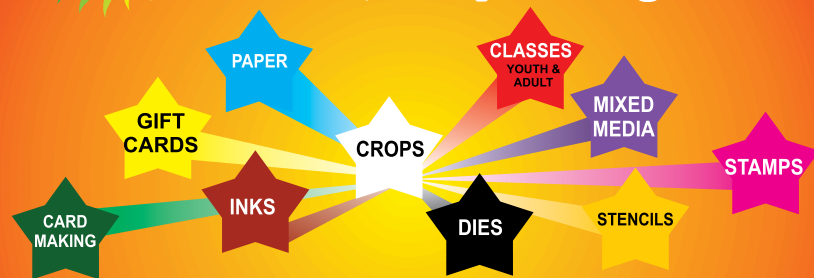 PAPER
CLASSES
YOUTH &
ADULT
GIFT
CARDS
MIXED
MEDIA
CROPS
STAMPS
CARD
MAKING
INKS
DIES
STENCILS